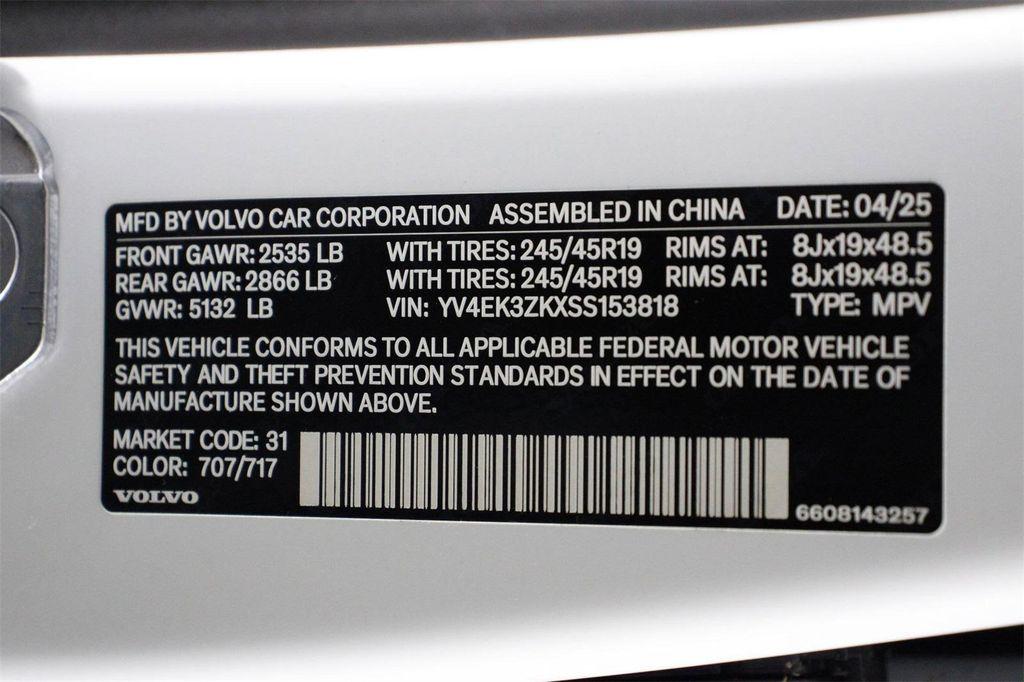 MFD BY VOLVO CAR CORPORATION ASSEMBLED IN CHINA DATE: 04/25
FRONT GAWR: 2535 LB WITH TIRES: 245/45R19 RIMS AT: 8Jx19x48.5
REAR GAWR: 2866 LB WITH TIRES: 245/45R19 RIMS AT: 8Jx19x48.5
GVWR: 5132 LB VIN: YV4EK3ZKXSS153818 TYPE: MPV
THIS VEHICLE CONFORMS TO ALL APPLICABLE FEDERAL MOTOR VEHICLE
SAFETY AND THEFT PREVENTION STANDARDS IN EFFECT ON THE DATE OF
MANUFACTURE SHOWN ABOVE.
MARKET CODE: 31
COLOR: 707/717
VOLVO
6608143257